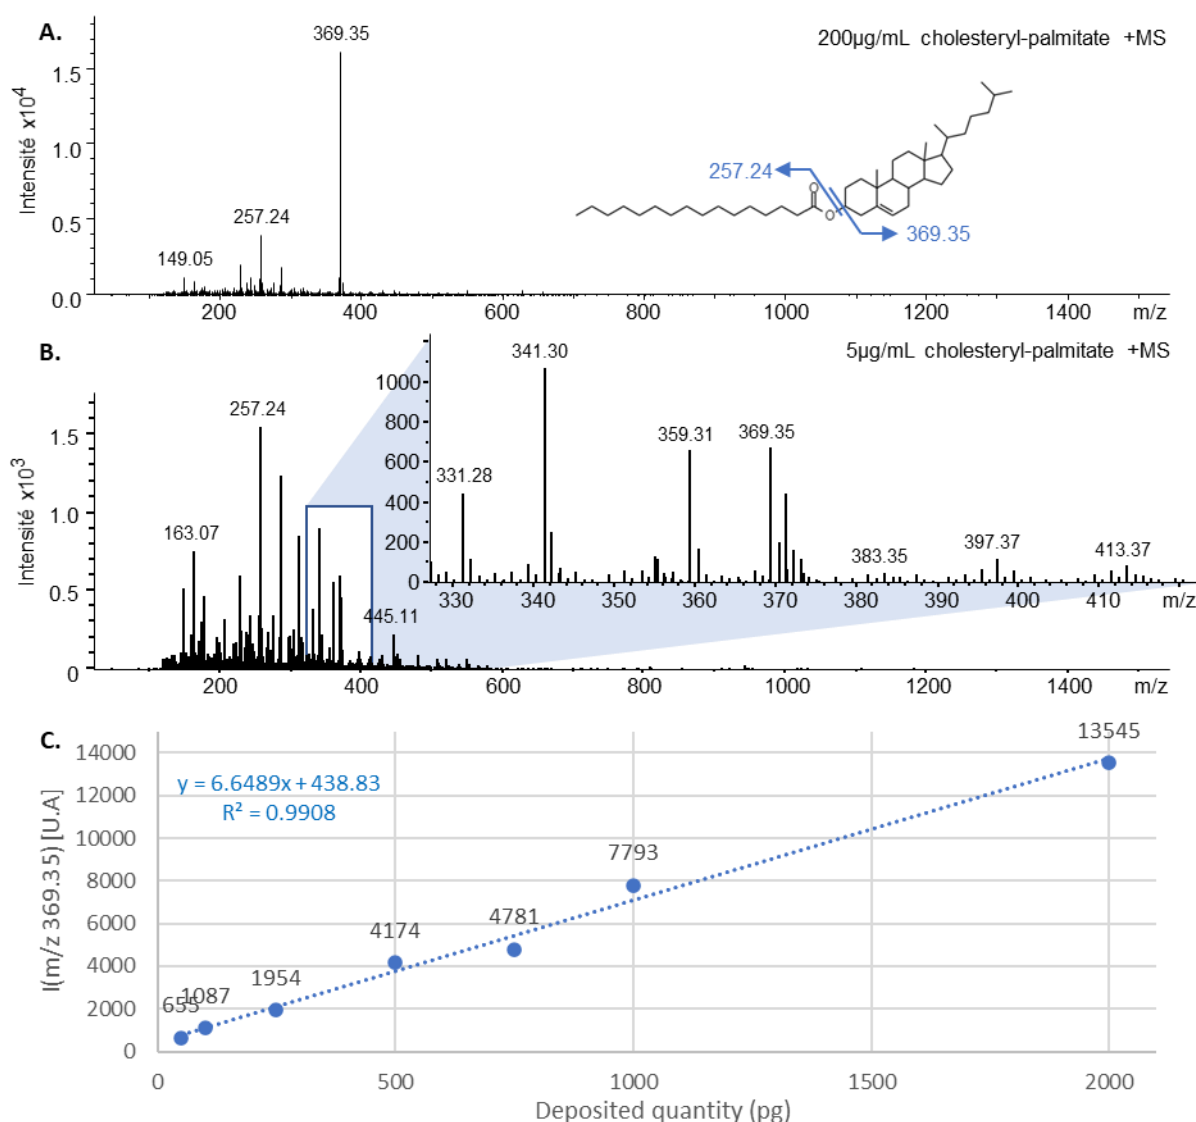 A.
200µg/mL cholesteryl-palmitate +MS
Intensité x10⁴
1.5
1.0
0.5
0.0
369.35
257.24
149.05
257.24
369.35
O
O
200 400 600 800 1000 1200 1400 m/z
B.
5µg/mL cholesteryl-palmitate +MS
Intensité x10³
1.5
1.0
0.5
0
257.24
163.07
445.11
1000
800
600
400
200
0
341.30
359.31
369.35
331.28
383.35
397.37
413.37
330 340 350 360 370 380 390 400 410 m/z
200 400 600 800 1000 1200 1400 m/z
C.
I(m/z 369.35) [U.A]
14000
12000
10000
8000
6000
4000
2000
0
y = 6.6489x + 438.83
R² = 0.9908
655
1087
1954
4174
4781
7793
13545
0 500 1000 1500 2000
Deposited quantity (pg)